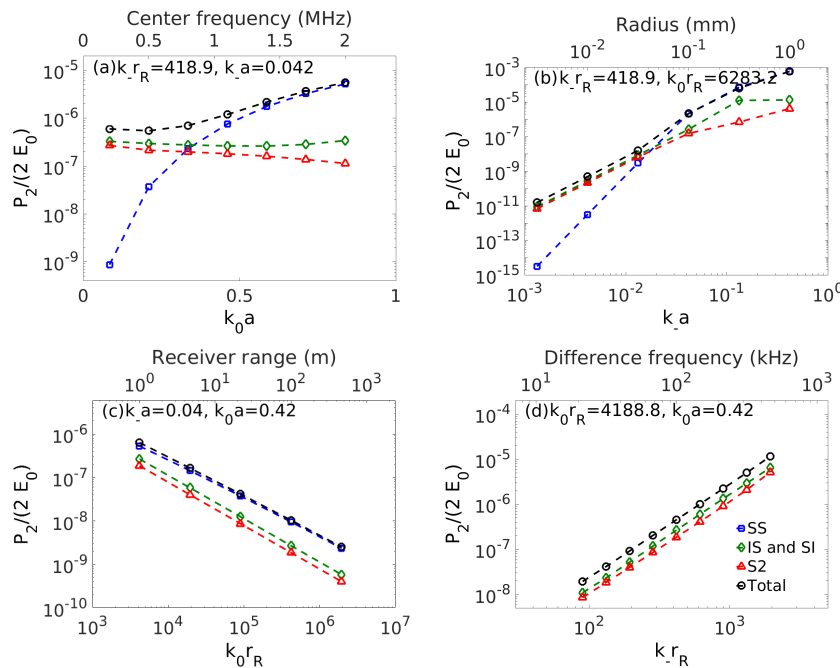 Center frequency (MHz)
0 0.5 1 1.5 2
(a)k_r_R=418.9, k_a=0.042
10^-5
10^-6
10^-7
10^-8
10^-9
P_2/(2 E_0)
0 0.5 1
k_0a
Radius (mm)
10^-2 10^-1 10^0
(b)k_r_R=418.9, k_0r_R=6283.2
10^-3
10^-5
10^-7
10^-9
10^-11
10^-13
10^-15
P_2/(2 E_0)
10^-3 10^-2 10^-1 10^0
k_a
Receiver range (m)
10^0 10^1 10^2 10^3
(c)k_a=0.04, k_0a=0.42
10^-6
10^-7
10^-8
10^-9
10^-10
P_2/(2 E_0)
10^3 10^4 10^5 10^6 10^7
k_0r_R
Difference frequency (kHz)
10^1 10^2 10^3
(d)k_0r_R=4188.8, k_0a=0.42
10^-4
10^-5
10^-6
10^-7
10^-8
P_2/(2 E_0)
SS
IS and SI
S2
Total
10^2 10^3
k_r_R